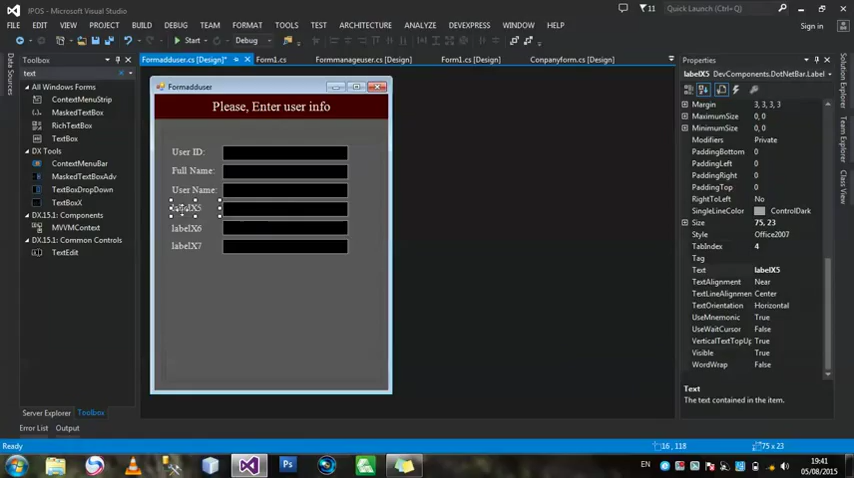 JPOS - Microsoft Visual Studio
11
Quick Launch (Ctrl+Q)
FILE EDIT VIEW PROJECT BUILD DEBUG TEAM FORMAT TOOLS TEST ARCHITECTURE ANALYZE DEVEXPRESS WINDOW HELP
Sign in
Start Debug
Data Sources
Toolbox
text
All Windows Forms
ContextMenuStrip
MaskedTextBox
RichTextBox
TextBox
DX Tools
ContextMenuBar
MaskedTextBoxAdv
TextBoxDropDown
TextBoxX
DX.15.1: Components
MVVMContext
DX.15.1: Common Controls
TextEdit
Server Explorer Toolbox
Error List Output
Formadduser.cs [Design]* Form1.cs Formmanageuser.cs [Design] Form1.cs [Design] Conpanyform.cs [Design]
Formadduser
Please, Enter user info
User ID:
Full Name:
User Name:
labelX5
labelX6
labelX7
Properties
labelX5 DevComponents.DotNetBar.Label
Margin 3, 3, 3, 3
MaximumSize 0, 0
MinimumSize 0, 0
Modifiers Private
PaddingBottom 0
PaddingLeft 0
PaddingRight 0
PaddingTop 0
RightToLeft No
SingleLineColor ControlDark
Size 75, 23
Style Office2007
TabIndex 4
Tag
Text labelX5
TextAlignment Near
TextLineAlignmen Center
TextOrientation Horizontal
UseMnemonic True
UseWaitCursor False
VerticalTextTopUp True
Visible True
WordWrap False
Text
The text contained in the item.
Solution Explorer
Class View
16, 118 75 x 23
Ps
EN
19:41
05/08/2015